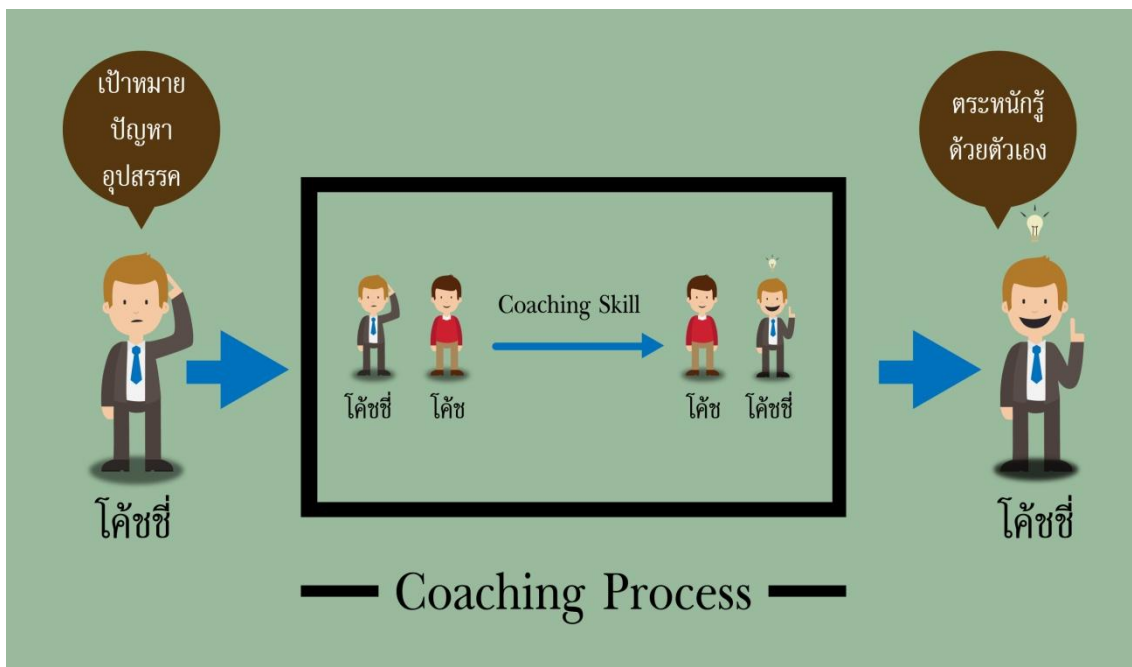 เป้าหมาย
ปัญหา
อุปสรรค
โค้ชชี่
โค้ชชี่
โค้ช
Coaching Skill
โค้ช
โค้ชชี่
ตระหนักรู้
ด้วยตัวเอง
โค้ชชี่
Coaching Process